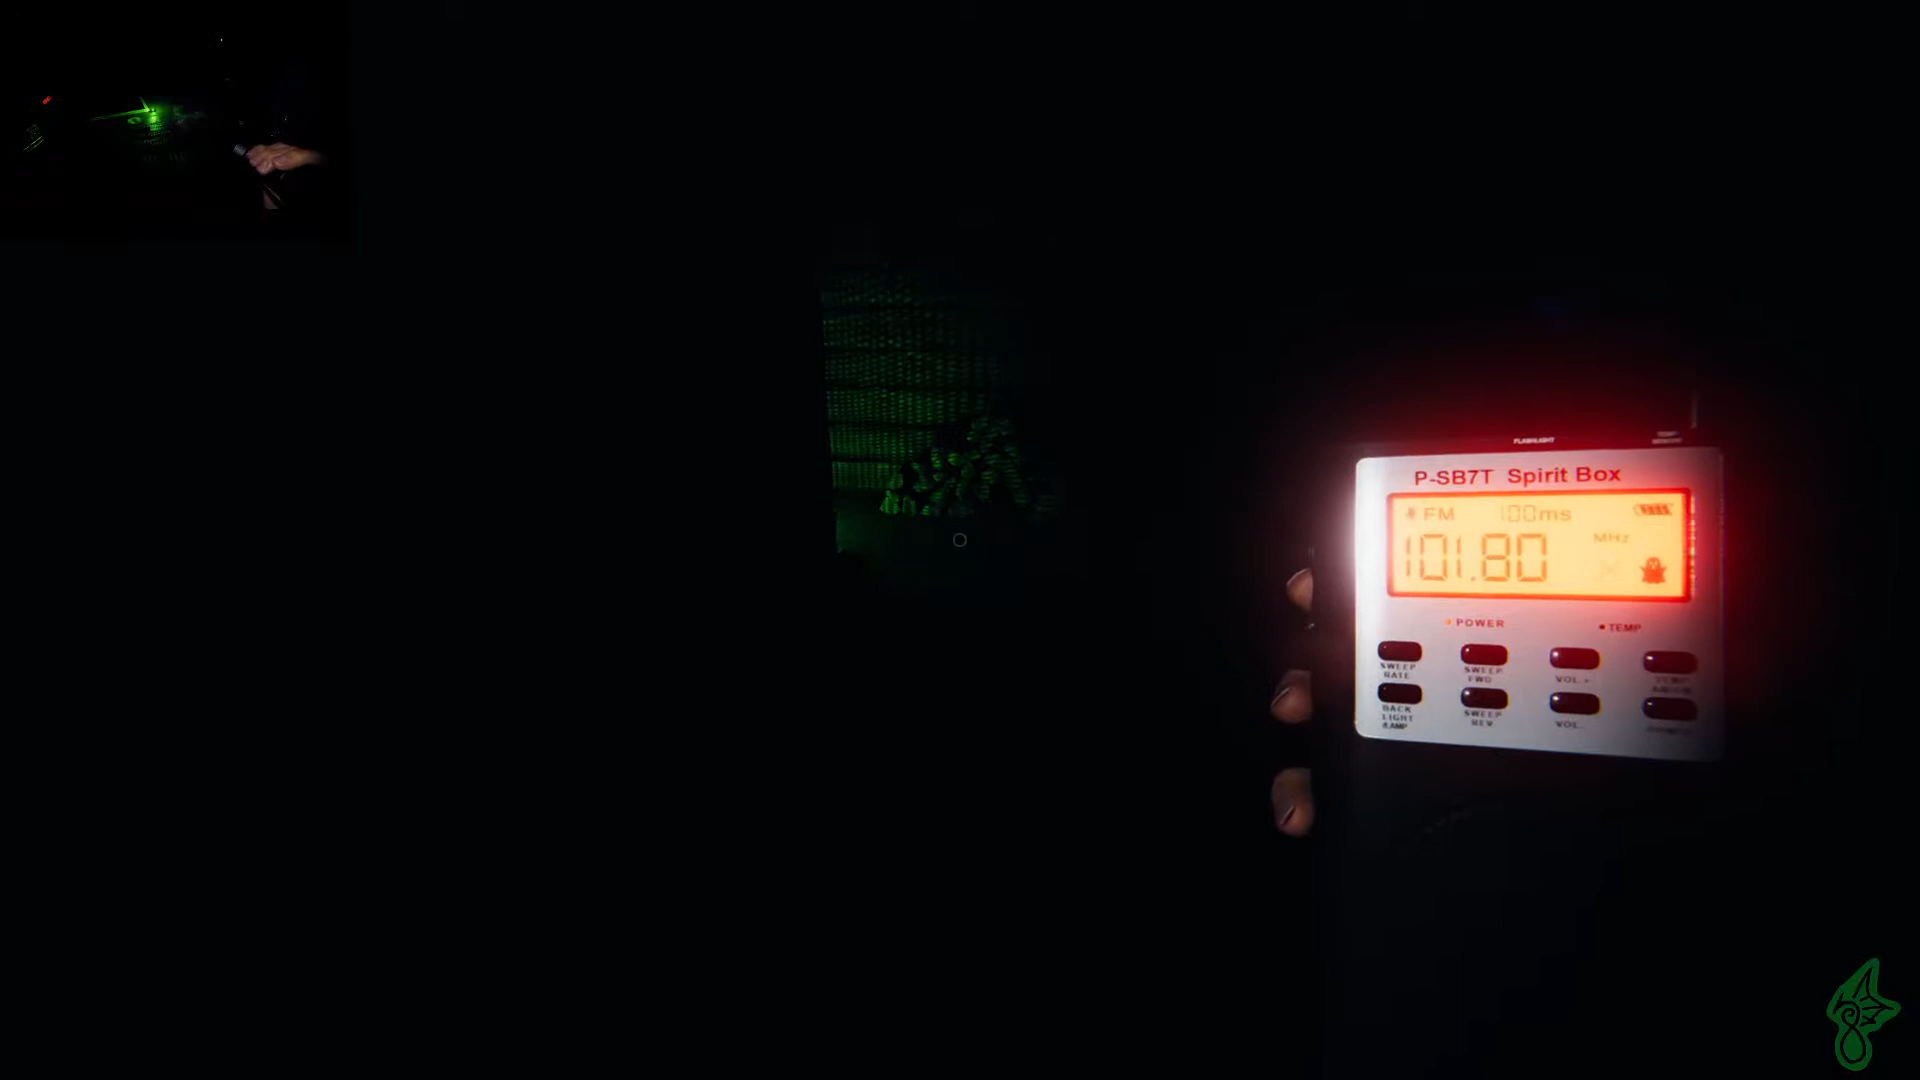 FLASHLIGHT
P-SB7T Spirit Box
FM 100ms
101.80 MHz
POWER TEMP
SWEEP RATE
SWEEP FWD
VOL +
BACK LIGHT &AMP
SWEEP REV
VOL-